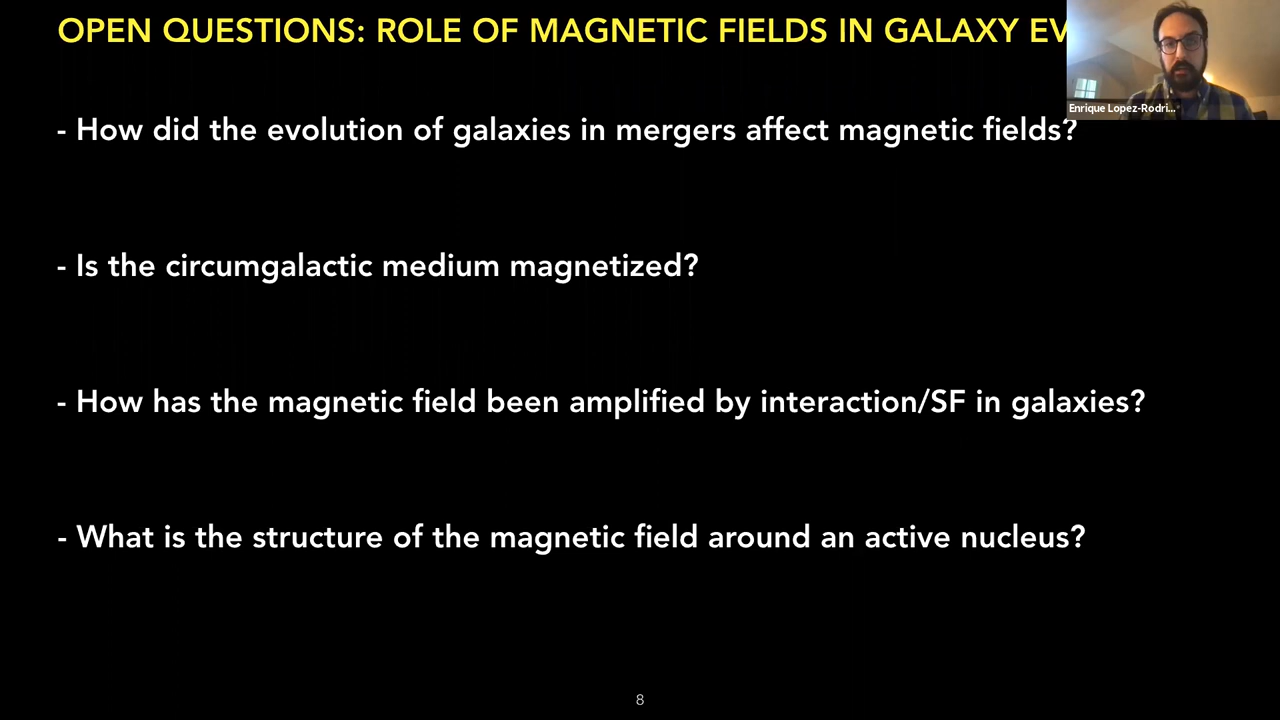 OPEN QUESTIONS: ROLE OF MAGNETIC FIELDS IN GALAXY EV
Enrique Lopez-Rodri...
- How did the evolution of galaxies in mergers affect magnetic fields?
- Is the circumgalactic medium magnetized?
- How has the magnetic field been amplified by interaction/SF in galaxies?
- What is the structure of the magnetic field around an active nucleus?
8